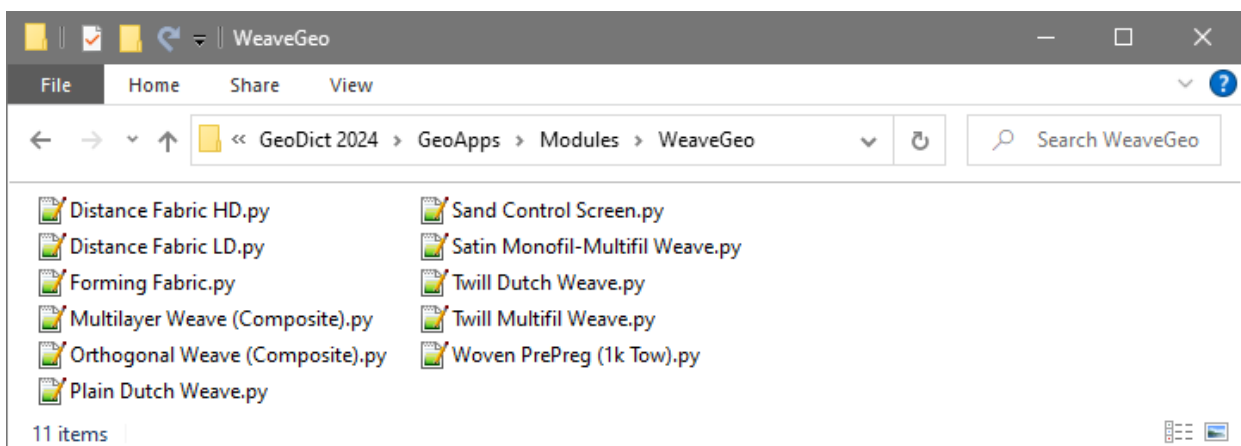 WeaveGeo
File Home Share View
« GeoDict 2024 › GeoApps › Modules › WeaveGeo Search WeaveGeo
Distance Fabric HD.py
Distance Fabric LD.py
Forming Fabric.py
Multilayer Weave (Composite).py
Orthogonal Weave (Composite).py
Plain Dutch Weave.py
Sand Control Screen.py
Satin Monofil-Multifil Weave.py
Twill Dutch Weave.py
Twill Multifil Weave.py
Woven PrePreg (1k Tow).py
11 items